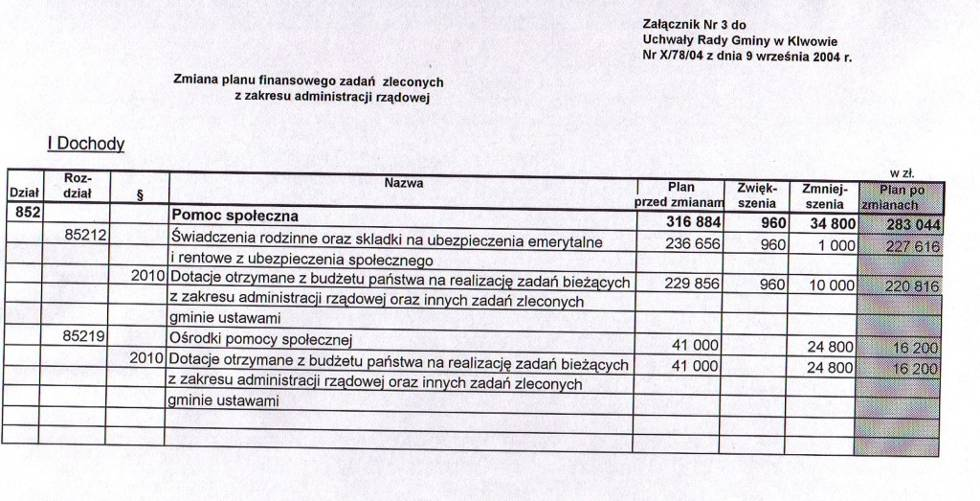 Załącznik Nr 3 do
Uchwały Rady Gminy w Klwowie
Nr X/78/04 z dnia 9 września 2004 r.
Zmiana planu finansowego zadań zleconych
z zakresu administracji rządowej
I Dochody
w zł.
Dział Roz-dział § Nazwa Plan przed zmianam Zwięk-szenia Zmniej-szenia Plan po zmianach
852 Pomoc społeczna 316 884 960 34 800 283 044
85212 Świadczenia rodzinne oraz skladki na ubezpieczenia emerytalne 236 656 960 1 000 227 616
i rentowe z ubezpieczenia społecznego
2010 Dotacje otrzymane z budżetu państwa na realizację zadań bieżących 229 856 960 10 000 220 816
z zakresu administracji rządowej oraz innych zadań zleconych
gminie ustawami
85219 Ośrodki pomocy społecznej 41 000 24 800 16 200
2010 Dotacje otrzymane z budżetu państwa na realizację zadań bieżących 41 000 24 800 16 200
z zakresu administracji rządowej oraz innych zadań zleconych
gminie ustawami